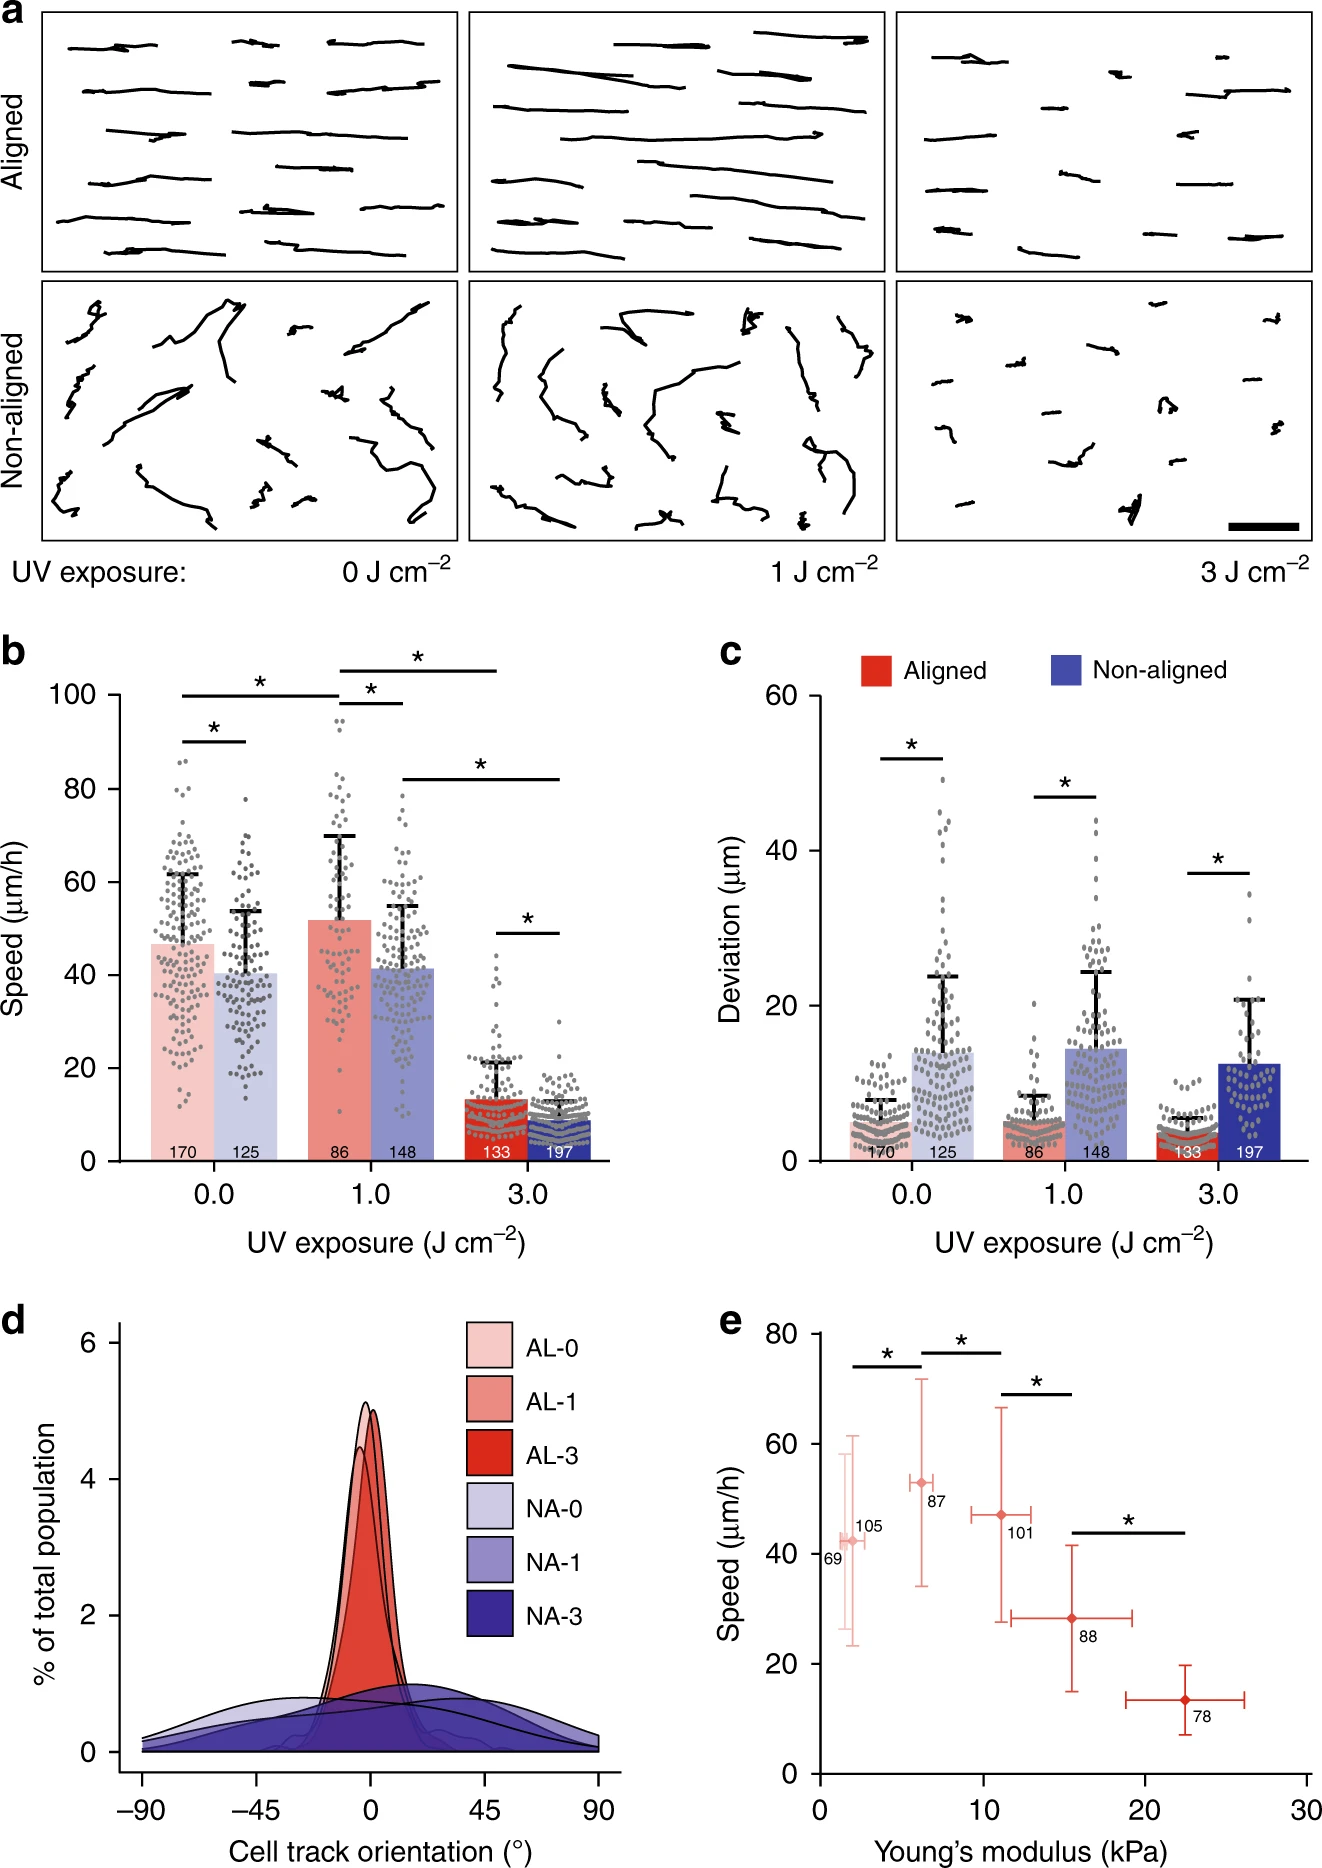 a
Aligned
Non-aligned
UV exposure: 0 J cm⁻² 1 J cm⁻² 3 J cm⁻²
b
Speed (μm/h)
100
80
60
40
20
0
*
*
*
*
*
*
170 125 86 148 133 197
0.0 1.0 3.0
UV exposure (J cm⁻²)
c
Aligned Non-aligned
Deviation (μm)
60
40
20
0
*
*
*
170 125 86 148 133 197
0.0 1.0 3.0
UV exposure (J cm⁻²)
d
% of total population
6
4
2
0
AL-0
AL-1
AL-3
NA-0
NA-1
NA-3
–90 –45 0 45 90
Cell track orientation (°)
e
Speed (μm/h)
80
60
40
20
0
*
*
*
*
69
105
87
101
88
78
0 10 20 30
Young's modulus (kPa)